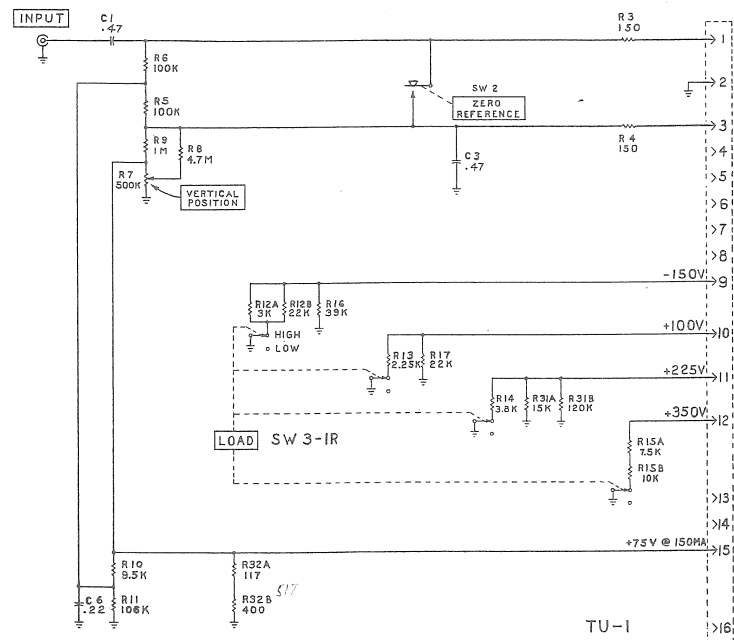 INPUT
C1
.47
R3
150
1
R6
100K
SW 2
ZERO
REFERENCE
2
R5
100K
3
R9
1M
R8
4.7M
C3
.47
R4
150
4
R7
500K
VERTICAL
POSITION
5
6
7
8
-150V
9
R12A
3K
R12B
22K
R16
39K
HIGH
LOW
+100V
10
R13
2.25K
R17
22K
+225V
11
R14
3.8K
R31A
15K
R31B
120K
+350V
12
LOAD
SW 3-1R
R15A
7.5K
R15B
10K
13
14
+75V @ 150MA
15
R10
9.5K
R32A
117
517
C6
.22
R11
106K
R32B
400
TU-1
16